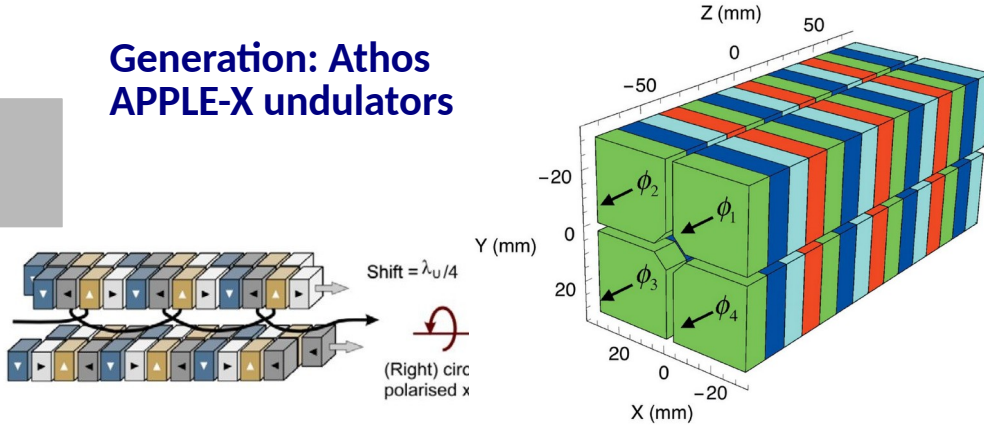 Generation: Athos
APPLE-X undulators
Shift = λU/4
(Right) circ
polarised x
Z (mm)
50
0
−50
−20
Y (mm)
0
20
ϕ2
ϕ1
ϕ3
ϕ4
20
0
−20
X (mm)